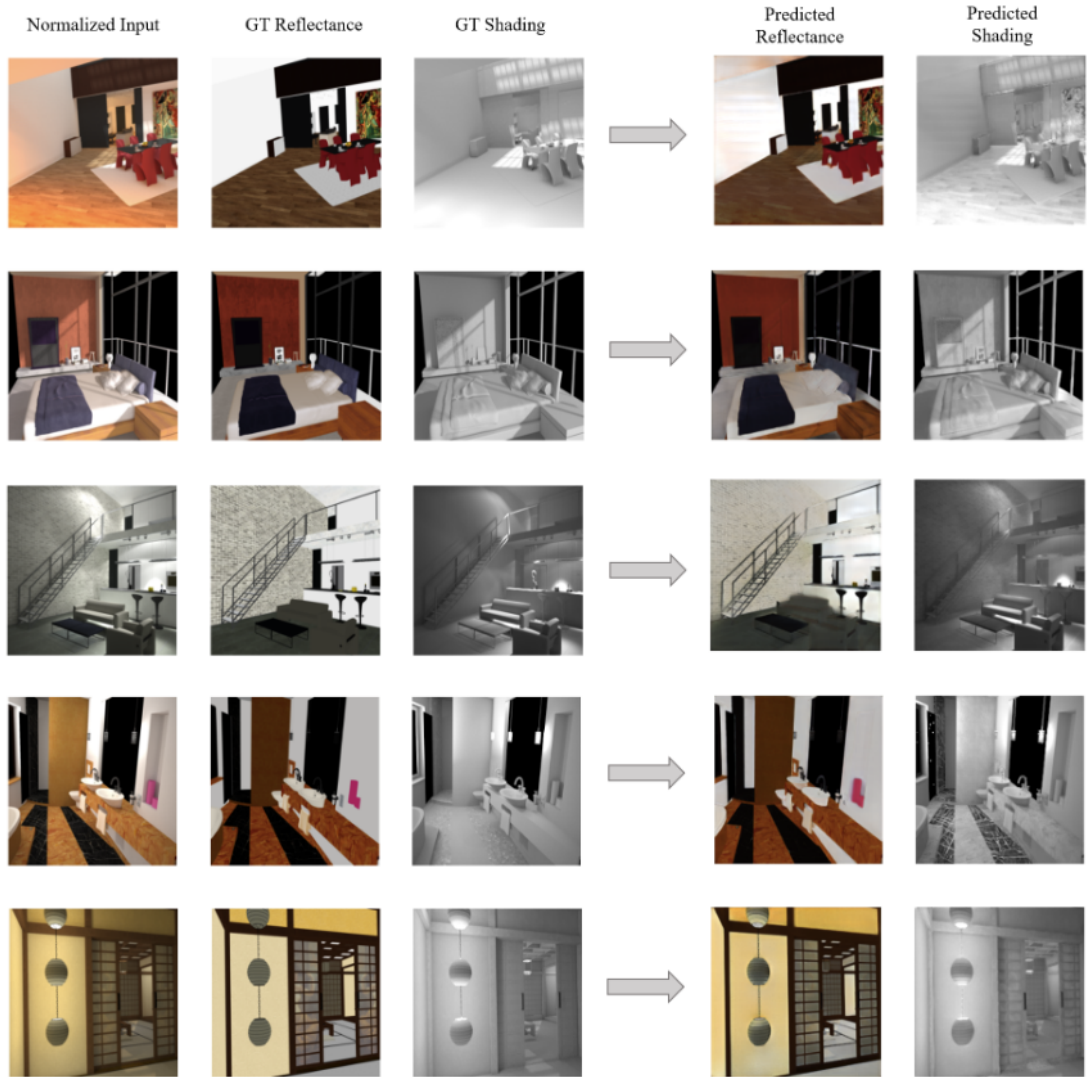 Normalized Input
GT Reflectance
GT Shading
Predicted
Reflectance
Predicted
Shading